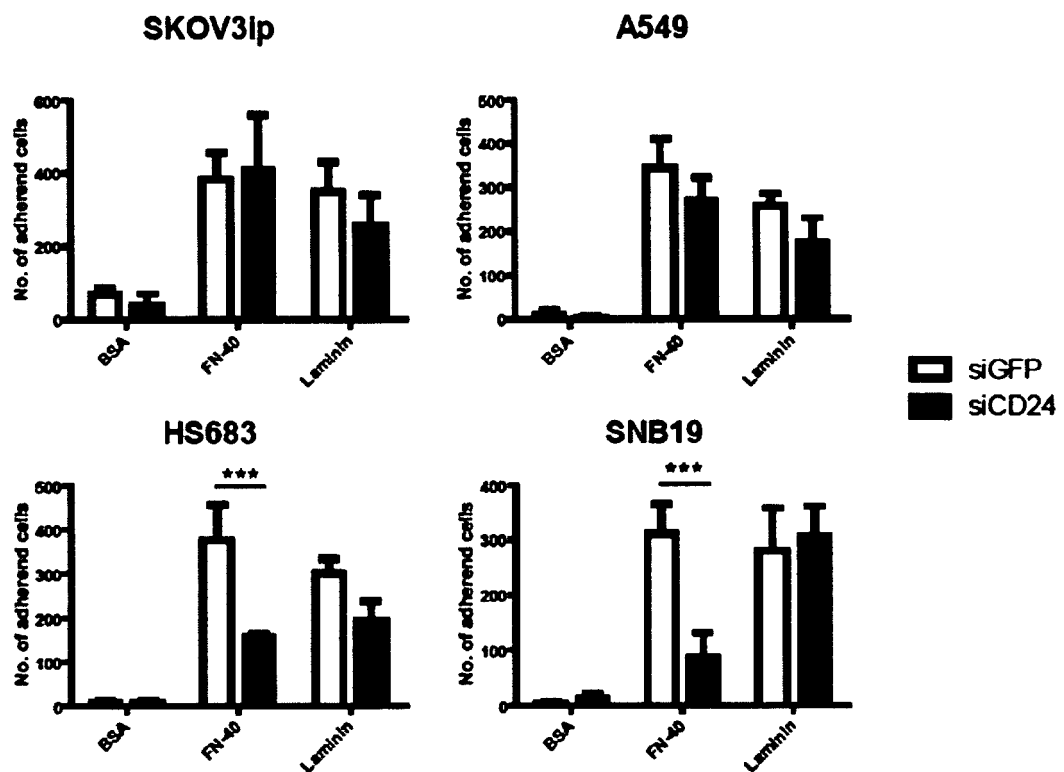 SKOV3ip
A549
No. of adherend cells
600
400
200
0
BSA
FN-40
Laminin
No. of adherend cells
500
400
300
200
100
0
BSA
FN-40
Laminin
siGFP
siCD24
HS683
SNB19
No. of adherend cells
500
400
300
200
100
0
***
BSA
FN-40
Laminin
No. of adherend cells
400
300
200
100
0
***
BSA
FN-40
Laminin